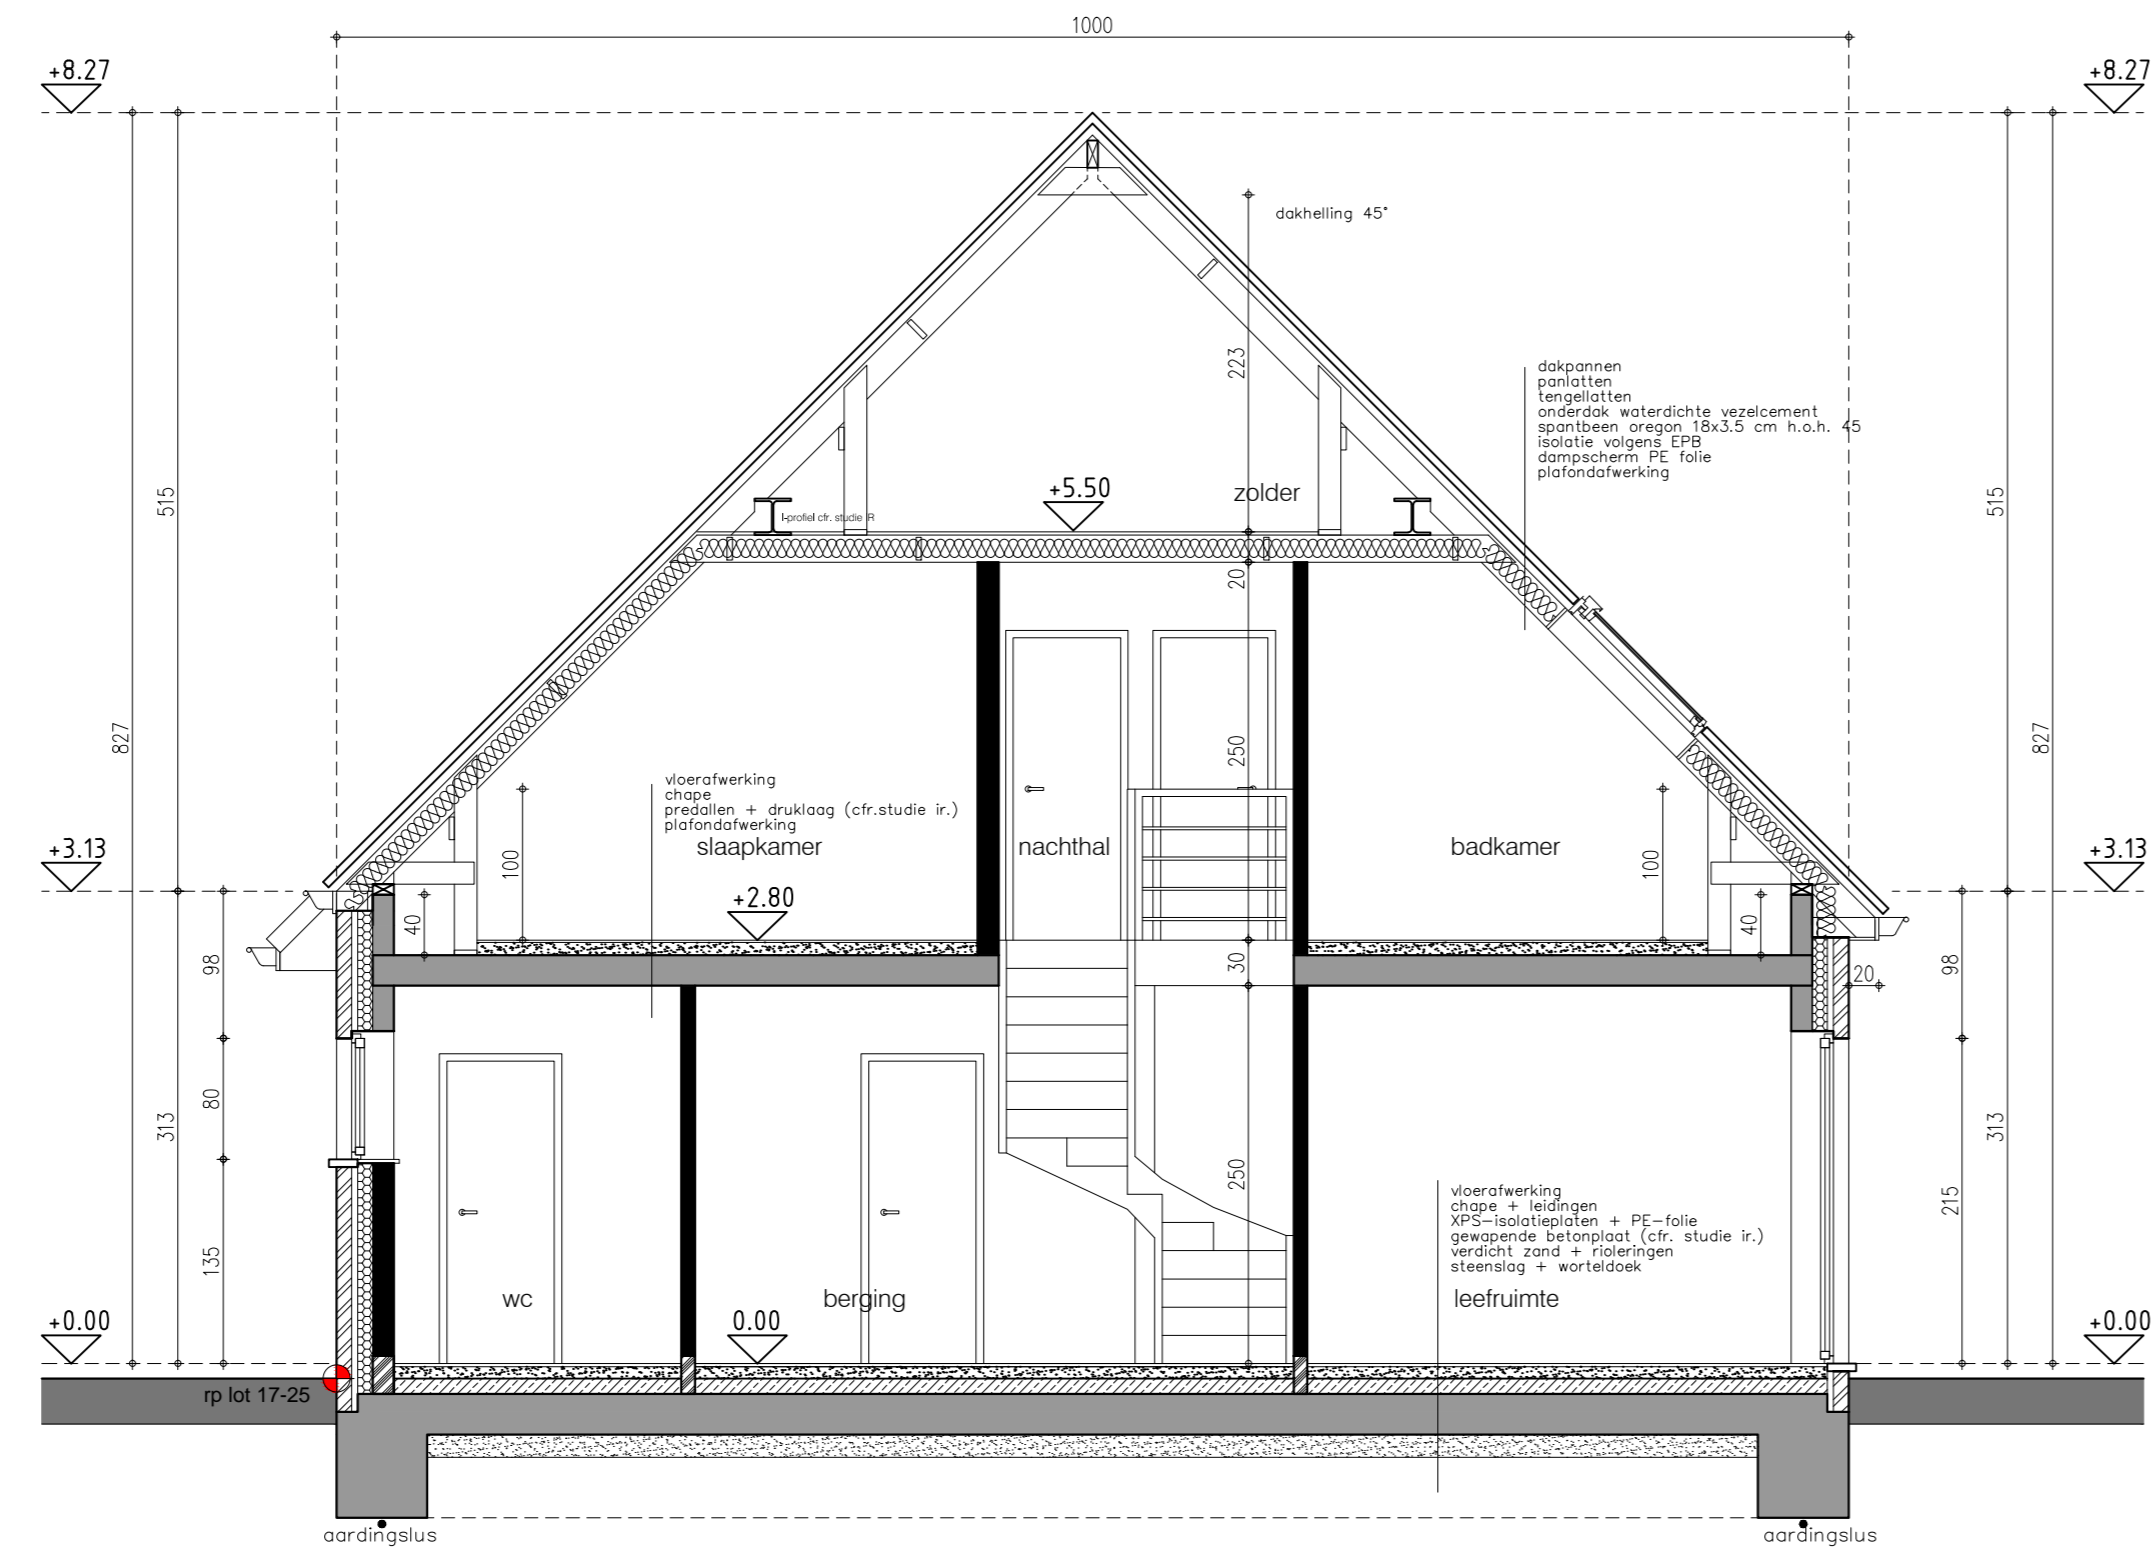 1000
+8.27
+8.27
dakhelling 45°
223
dakpannen
panlatten
tengellatten
onderdak waterdichte vezelcement
spantbeen oregon 18x3.5 cm h.o.h. 45
isolatie volgens EPB
dampscherm PE folie
plafondafwerking
515
515
+5.50
zolder
I-profiel cfr. studie IR
20
827
827
250
vloerafwerking
chape
predallen + druklaag (cfr.studie ir.)
plafondafwerking
slaapkamer
nachthal
badkamer
+3.13
+3.13
100
100
+2.80
40
40
98
30
98
20
80
313
313
250
215
135
vloerafwerking
chape + leidingen
XPS-isolatieplaten + PE-folie
gewapende betonplaat (cfr. studie ir.)
verdicht zand + rioleringen
steenslag + worteldoek
wc
berging
leefruimte
+0.00
0.00
+0.00
rp lot 17-25
aardingslus
aardingslus